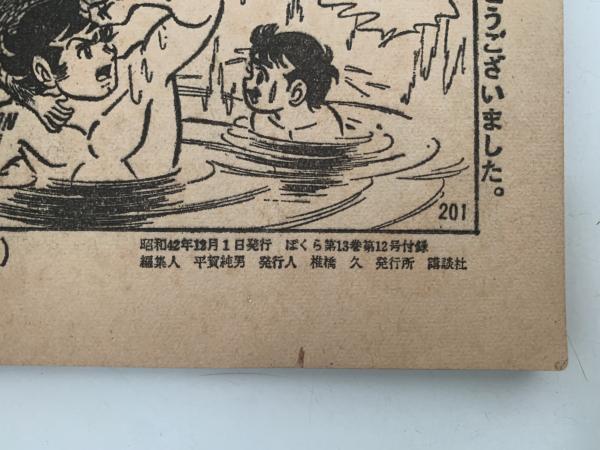 うございました。
201
昭和42年12月1日発行 ぼくら第13巻第12号付録
編集人 平賀純男 発行人 椎橋 久 発行所 講談社
)